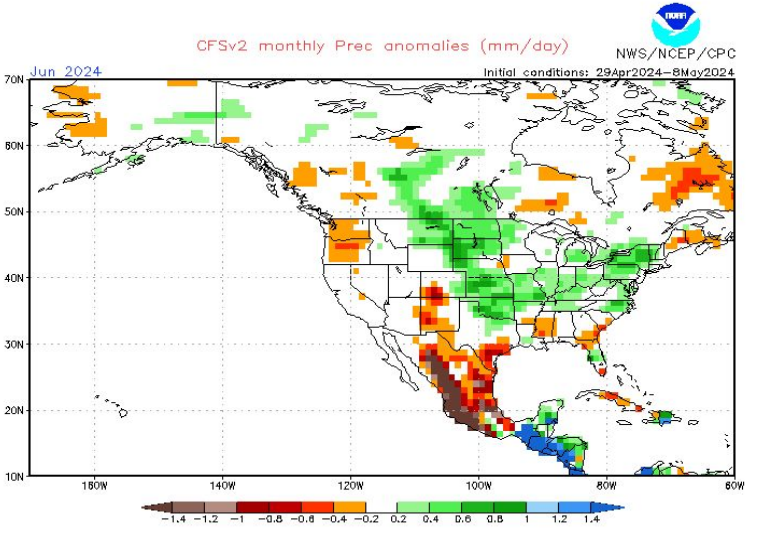 NOAA
CFSv2 monthly Prec anomalies (mm/day)
NWS/NCEP/CPC
Jun 2024
Initial conditions: 29Apr2024-8May2024
70N
60N
50N
40N
30N
20N
10N
160W 140W 120W 100W 80W 60W
-1.4 -1.2 -1 -0.8 -0.6 -0.4 -0.2 0.2 0.4 0.6 0.8 1 1.2 1.4